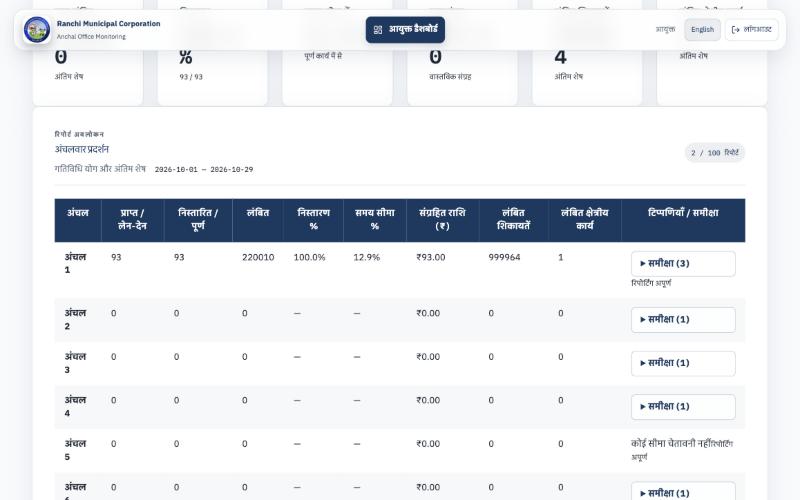 Ranchi Municipal Corporation
Anchal Office Monitoring
आयुक्त डैशबोर्ड
आयुक्त
English
लॉगआउट
0
%
0
4
अंतिम शेष
93 / 93
पूर्ण कार्य में से
वास्तविक संग्रह
अंतिम शेष
अंतिम शेष
रिपोर्ट अवलोकन
अंचलवार प्रदर्शन
2 / 100 रिपोर्ट
गतिविधि योग और अंतिम शेष 2026-10-01 — 2026-10-29
अंचल प्राप्त / लेन-देन निस्तारित / पूर्ण लंबित निस्तारण % समय सीमा % संग्रहित राशि (₹) लंबित शिकायतें लंबित क्षेत्रीय कार्य टिप्पणियाँ / समीक्षा
अंचल 1 93 93 220010 100.0% 12.9% ₹93.00 999964 1 ▶ समीक्षा (3)
रिपोर्टिंग अपूर्ण
अंचल 2 0 0 0 — — ₹0.00 0 0 ▶ समीक्षा (1)
अंचल 3 0 0 0 — — ₹0.00 0 0 ▶ समीक्षा (1)
अंचल 4 0 0 0 — — ₹0.00 0 0 ▶ समीक्षा (1)
अंचल 5 0 0 0 — — ₹0.00 0 0 कोई सीमा चेतावनी नहींरिपोर्टिंग अपूर्ण
अंचल 0 0 0 — — ₹0.00 0 0 ▶ समीक्षा (1)